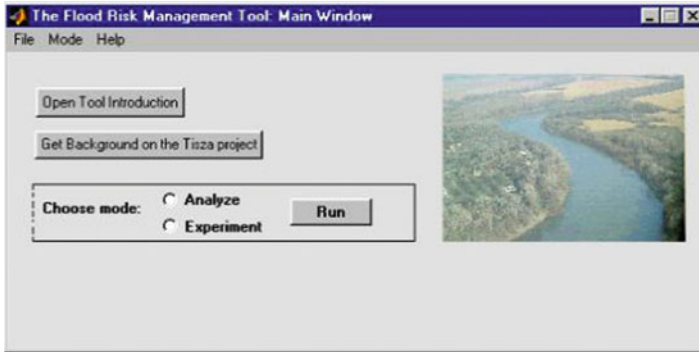 The Flood Risk Management Tool: Main Window
File Mode Help
Open Tool Introduction
Get Background on the Tisza project
Choose mode:
Analyze
Experiment
Run